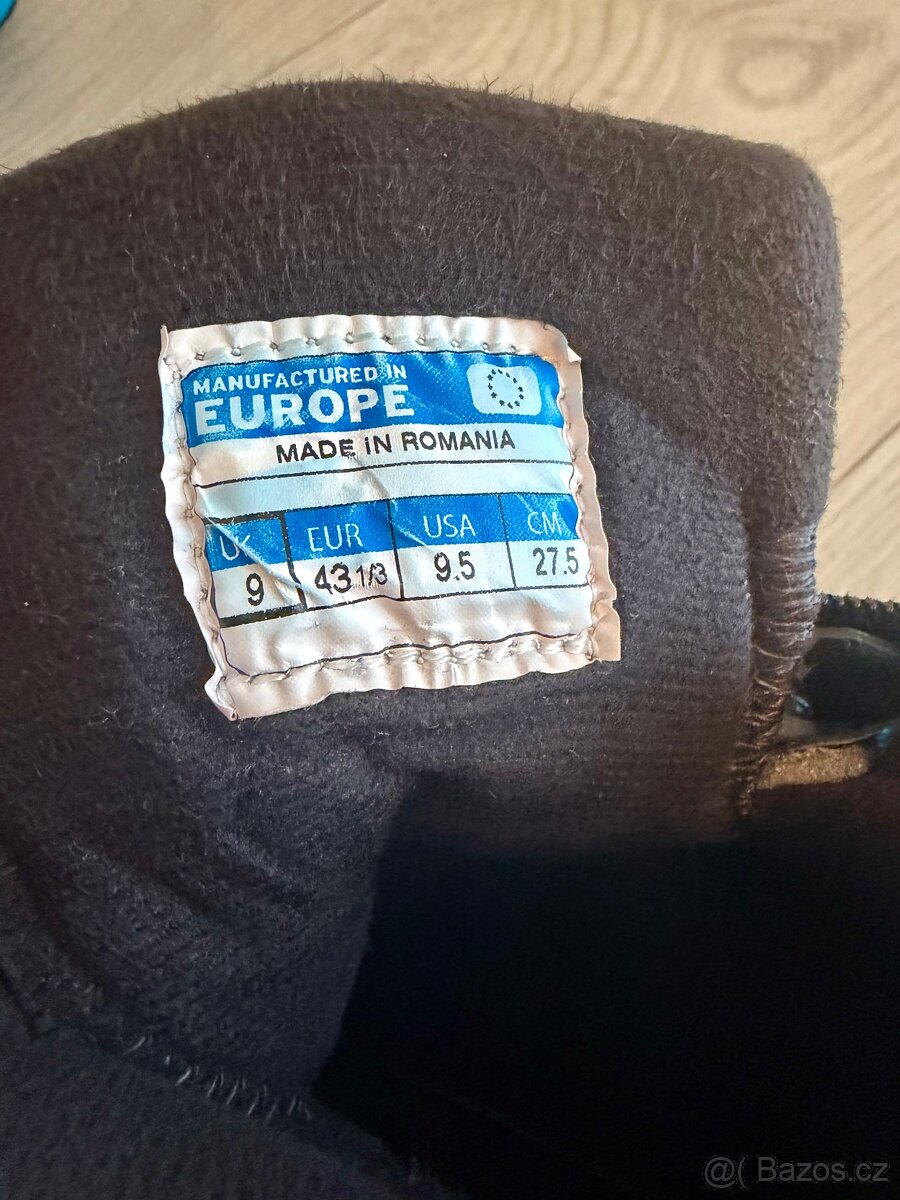 MANUFACTURED IN
EUROPE
MADE IN ROMANIA
UK EUR USA CM
9 43 1/3 9.5 27.5
@( Bazos.cz